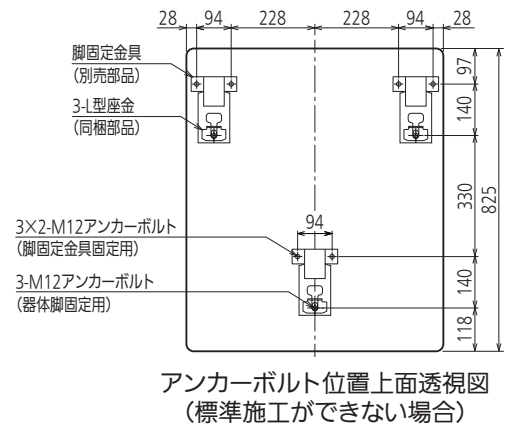 28 94 228 228 94 28
脚固定金具
(別売部品)
3-L型座金
(同梱部品)
97
140
330
825
3×2-M12アンカーボルト
(脚固定金具固定用)
94
3-M12アンカーボルト
(器体脚固定用)
140
118
アンカーボルト位置上面透視図
(標準施工ができない場合)